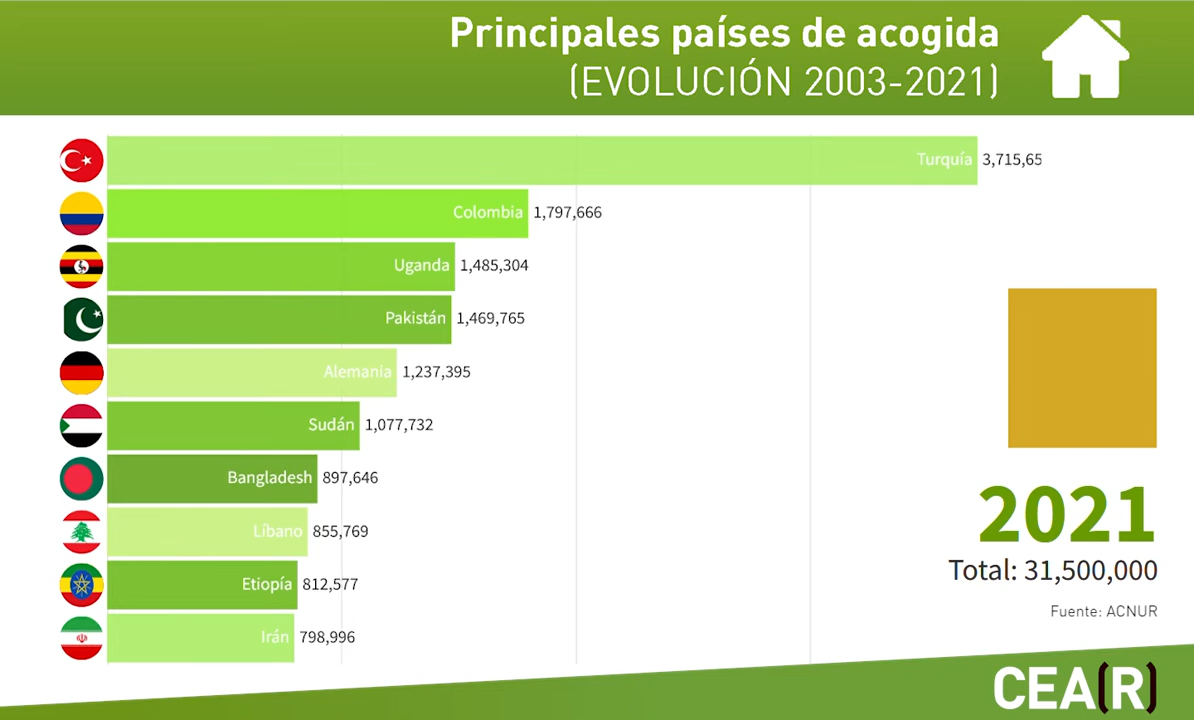 Principales países de acogida
(EVOLUCIÓN 2003-2021)
Turquía 3,715,65
Colombia 1,797,666
Uganda 1,485,304
Pakistán 1,469,765
Alemania 1,237,395
Sudán 1,077,732
Bangladesh 897,646
Líbano 855,769
Etiopía 812,577
Irán 798,996
2021
Total: 31,500,000
Fuente: ACNUR
CEA(R)